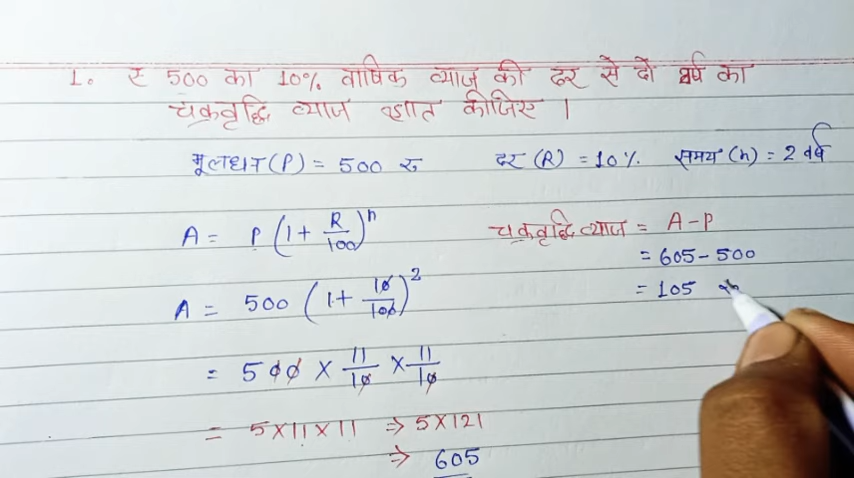 1. ₹ 500 का 10% वार्षिक व्याज की दर से दो वर्ष का
चक्रवृद्धि व्याज ज्ञात कीजिए ।
मूलधन (P) = 500 रु दर (R) = 10% समय (n) = 2 वर्ष
A = P (1 + R/100)^n
A = 500 (1 + 10/100)^2
= 500 × 11/10 × 11/10
= 5×11×11 ⇒ 5×121
⇒ 605
चक्रवृद्धि व्याज = A - P
= 605 - 500
= 105